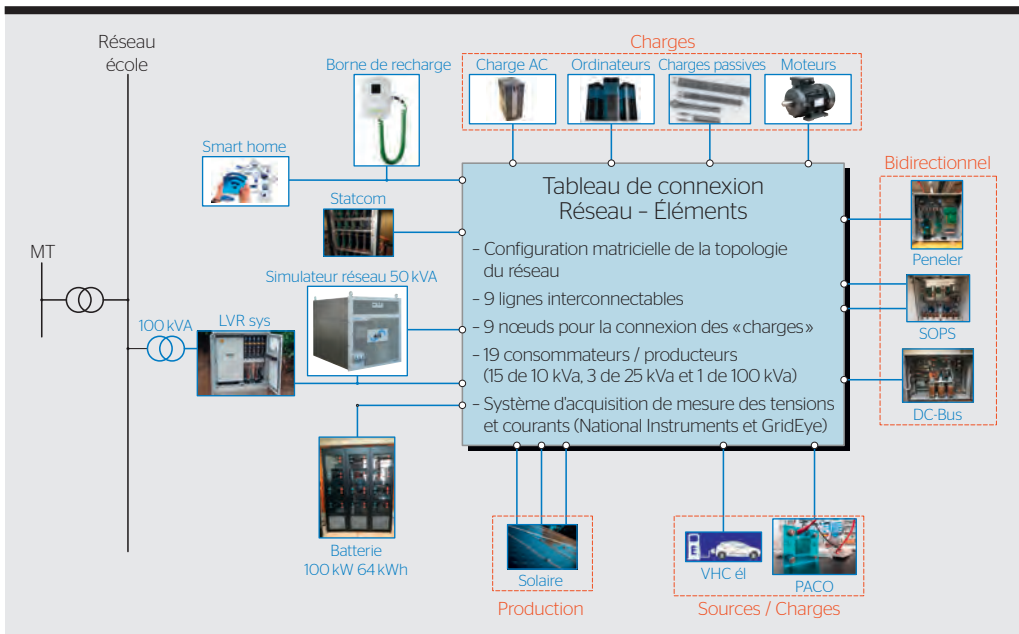 Réseau
école
Charges
Borne de recharge
Charge AC
Ordinateurs
Charges passives
Moteurs
Smart home
Statcom
Bidirectionnel
Tableau de connexion
Réseau – Éléments
– Configuration matricielle de la topologie
du réseau
– 9 lignes interconnectables
– 9 nœuds pour la connexion des «charges»
– 19 consommateurs / producteurs
(15 de 10 kVa, 3 de 25 kVa et 1 de 100 kVa)
– Système d'acquisition de mesure des tensions
et courants (National Instruments et GridEye)
Peneler
SOPS
DC-Bus
MT
Simulateur réseau 50 kVA
100 kVA
LVR sys
Batterie
100 kW 64 kWh
Solaire
Production
E
VHC él
PACO
Sources / Charges